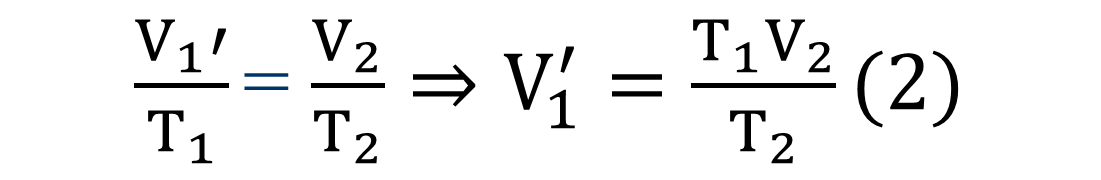 V₁′/T₁ = V₂/T₂ ⇒ V₁′ = T₁V₂/T₂ (2)